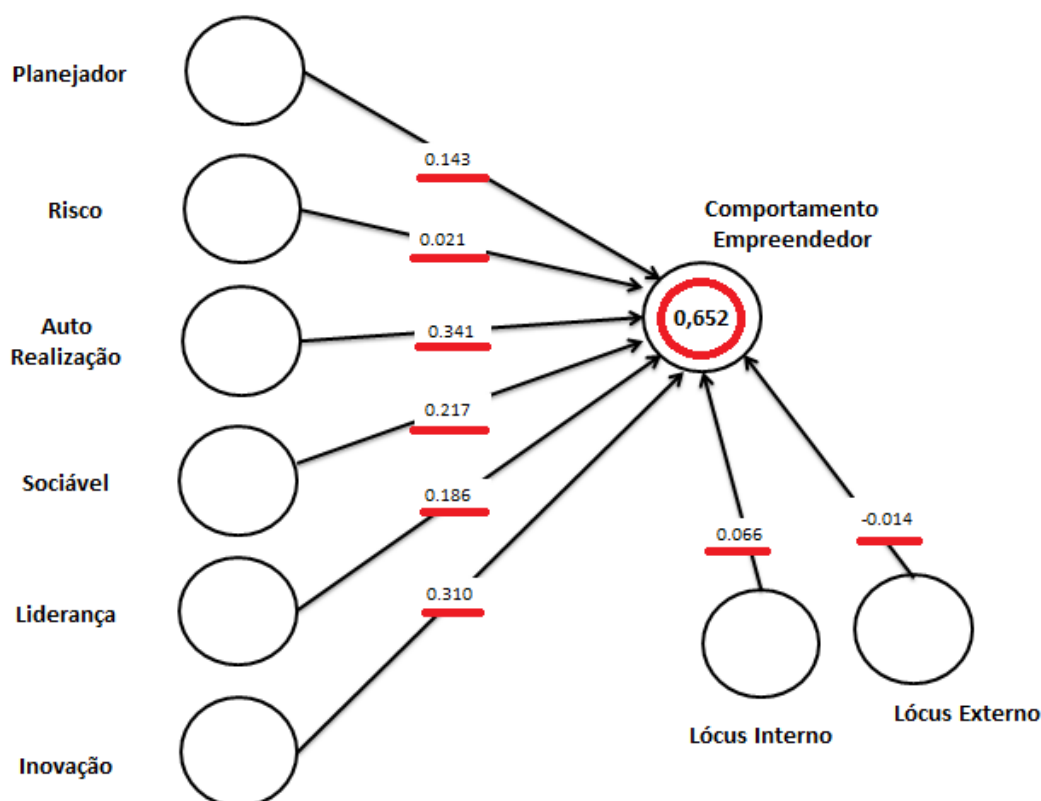 Planejador
0.143
Risco
0.021
Comportamento
Empreendedor
Auto
Realização
0.341
0,652
Sociável
0.217
Liderança
0.186
Inovação
0.310
0.066
-0.014
Lócus Interno
Lócus Externo